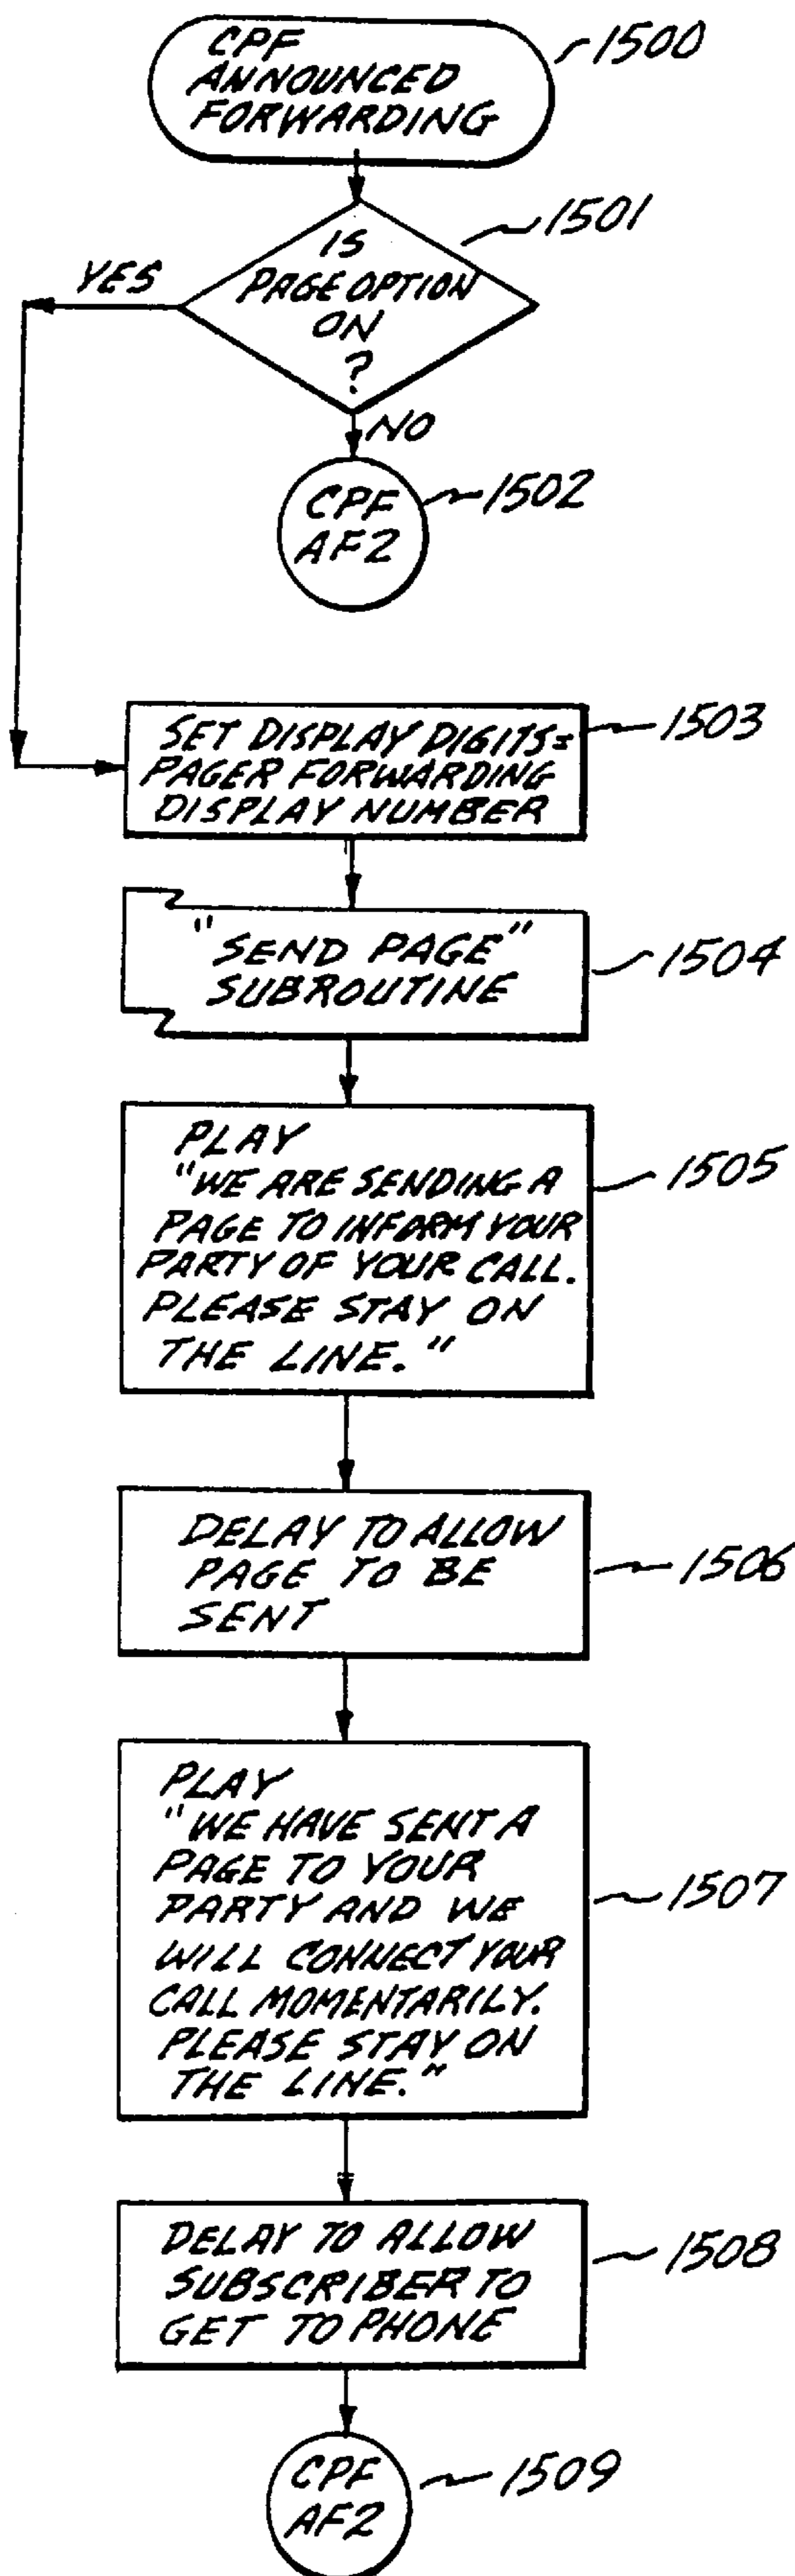 CPF
ANNOUNCED
FORWARDING
1500
IS
PAGE OPTION
ON
?
1501
YES
NO
CPF
AF2
1502
SET DISPLAY DIGITS=
PAGER FORWARDING
DISPLAY NUMBER
1503
"SEND PAGE"
SUBROUTINE
1504
PLAY
"WE ARE SENDING A
PAGE TO INFORM YOUR
PARTY OF YOUR CALL.
PLEASE STAY ON
THE LINE."
1505
DELAY TO ALLOW
PAGE TO BE
SENT
1506
PLAY
"WE HAVE SENT A
PAGE TO YOUR
PARTY AND WE
WILL CONNECT YOUR
CALL MOMENTARILY.
PLEASE STAY ON
THE LINE."
1507
DELAY TO ALLOW
SUBSCRIBER TO
GET TO PHONE
1508
CPF
AF2
1509